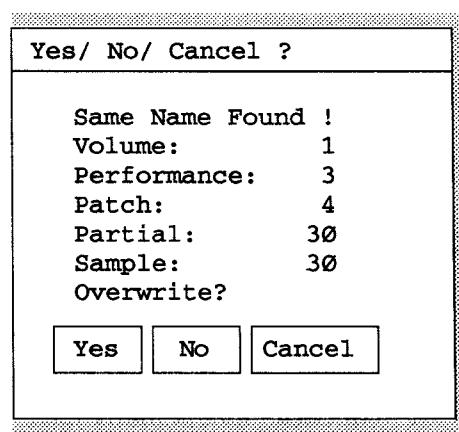 Yes/ No/ Cancel ?
Same Name Found !
Volume: 1
Performance: 3
Patch: 4
Partial: 30
Sample: 30
Overwrite?
Yes No Cancel